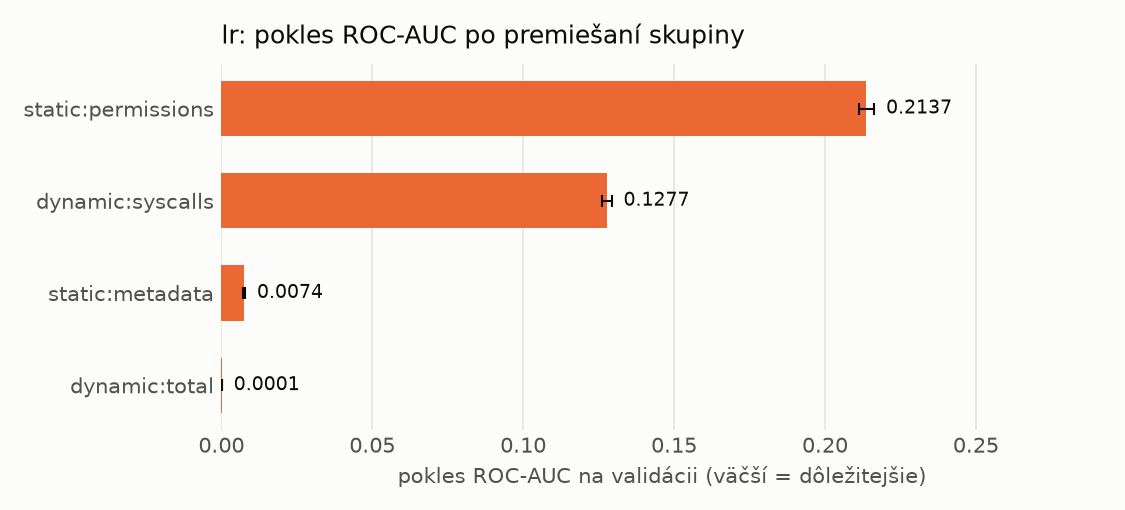 lr: pokles ROC-AUC po premiešaní skupiny
static:permissions
0.2137
dynamic:syscalls
0.1277
static:metadata
0.0074
dynamic:total
0.0001
0.00 0.05 0.10 0.15 0.20 0.25
pokles ROC-AUC na validácii (väčší = dôležitejšie)